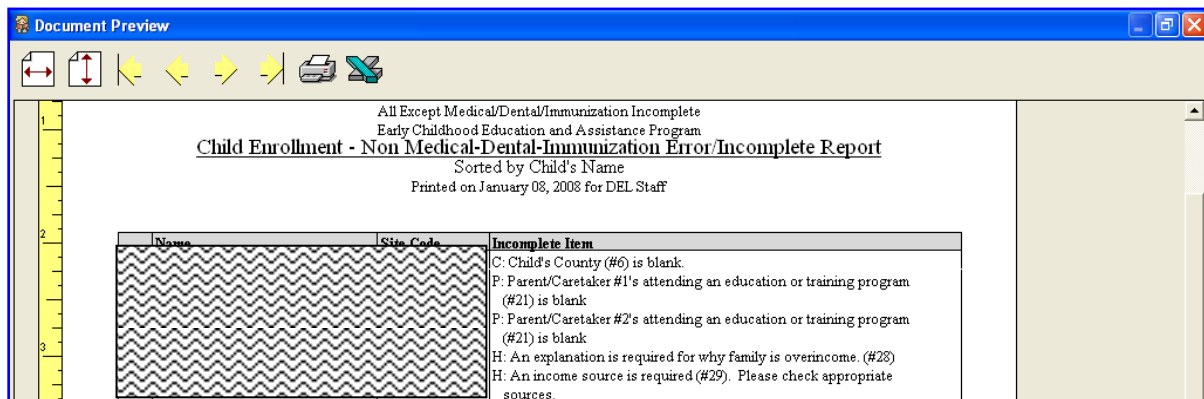 Document Preview
1
All Except Medical/Dental/Immunization Incomplete
Early Childhood Education and Assistance Program
Child Enrollment - Non Medical-Dental-Immunization Error/Incomplete Report
Sorted by Child's Name
Printed on January 08, 2008 for DEL Staff
2
Name Site Code Incomplete Item
C: Child's County (#6) is blank.
P: Parent/Caretaker #1's attending an education or training program
(#21) is blank
P: Parent/Caretaker #2's attending an education or training program
(#21) is blank
3
H: An explanation is required for why family is overincome. (#28)
H: An income source is required (#29). Please check appropriate
sources.